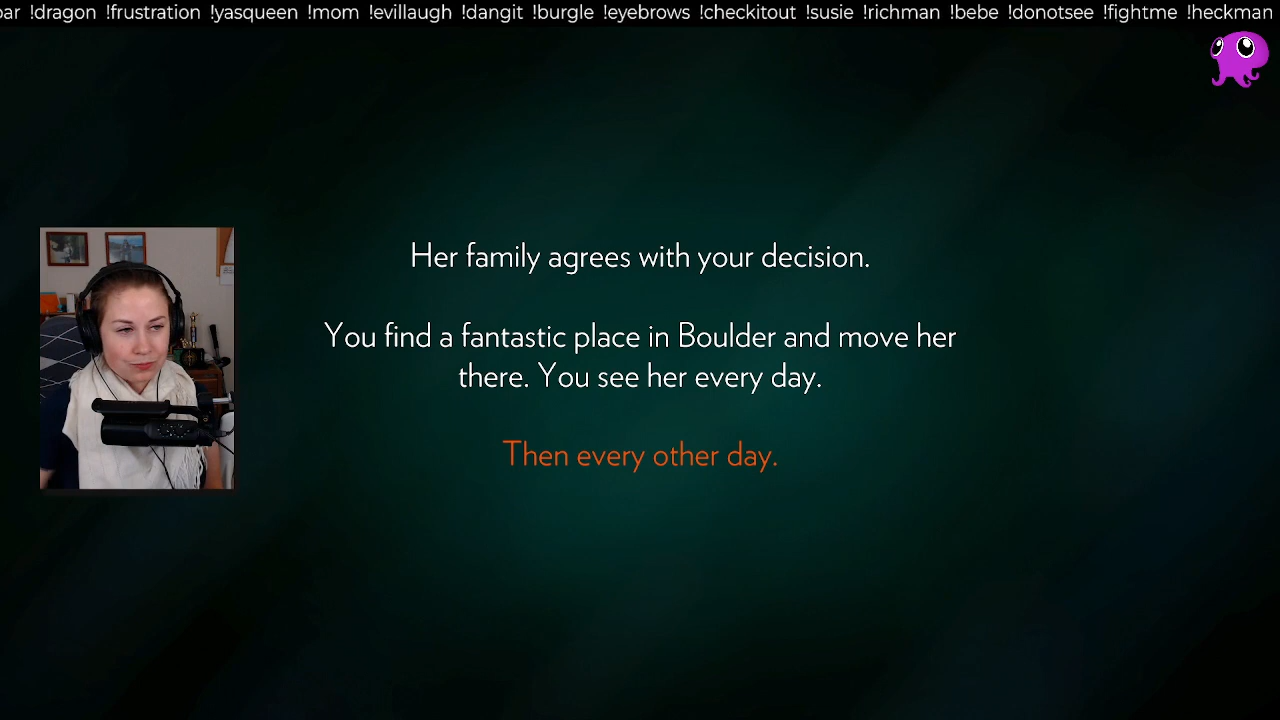 !dragon !frustration !yasqueen !mom !evillaugh !dangit !burgle !eyebrows !checkitout !susie !richman !bebe !donotsee !fightme !heckman
Her family agrees with your decision.
You find a fantastic place in Boulder and move her
there. You see her every day.
Then every other day.